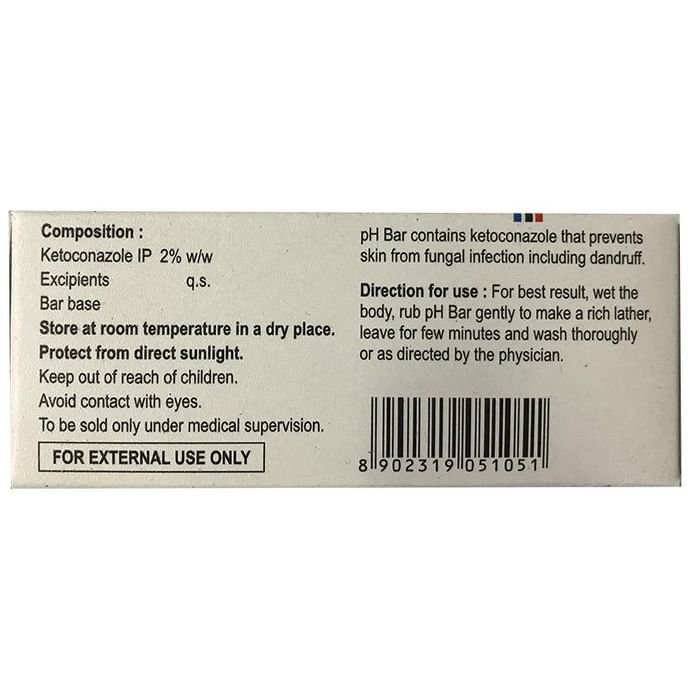 Composition :
Ketoconazole IP 2% w/w
Excipients q.s.
Bar base
Store at room temperature in a dry place.
Protect from direct sunlight.
Keep out of reach of children.
Avoid contact with eyes.
To be sold only under medical supervision.
FOR EXTERNAL USE ONLY
pH Bar contains ketoconazole that prevents
skin from fungal infection including dandruff.
Direction for use : For best result, wet the
body, rub pH Bar gently to make a rich lather,
leave for few minutes and wash thoroughly
or as directed by the physician.
8 902319 051051